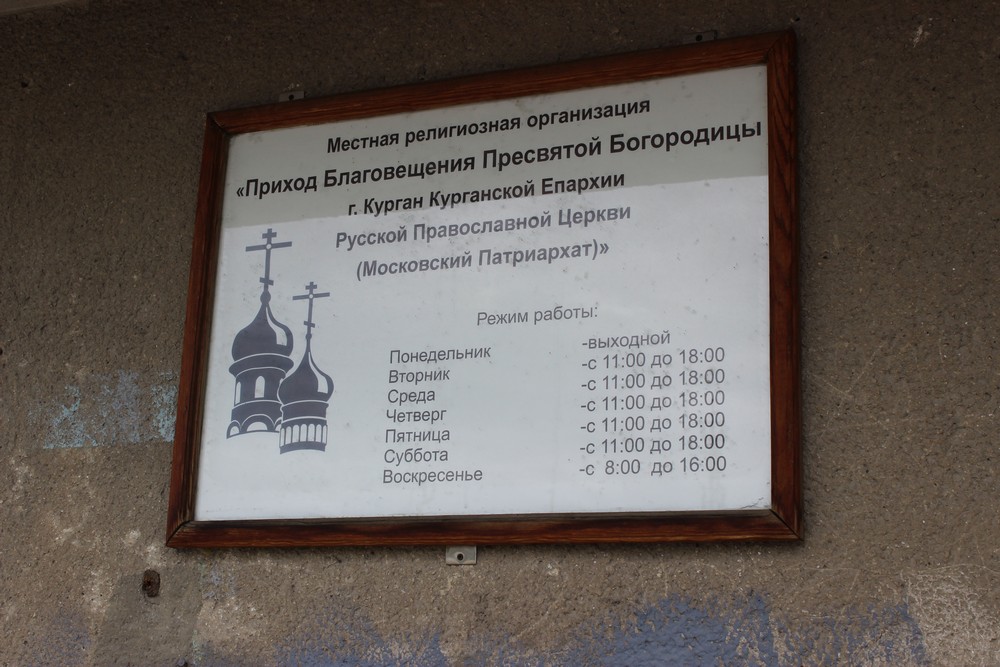 Местная религиозная организация
«Приход Благовещения Пресвятой Богородицы
г. Курган Курганской Епархии
Русской Православной Церкви
(Московский Патриархат)»
Режим работы:
Понедельник -выходной
Вторник -с 11:00 до 18:00
Среда -с 11:00 до 18:00
Четверг -с 11:00 до 18:00
Пятница -с 11:00 до 18:00
Суббота -с 11:00 до 18:00
Воскресенье -с 8:00 до 16:00